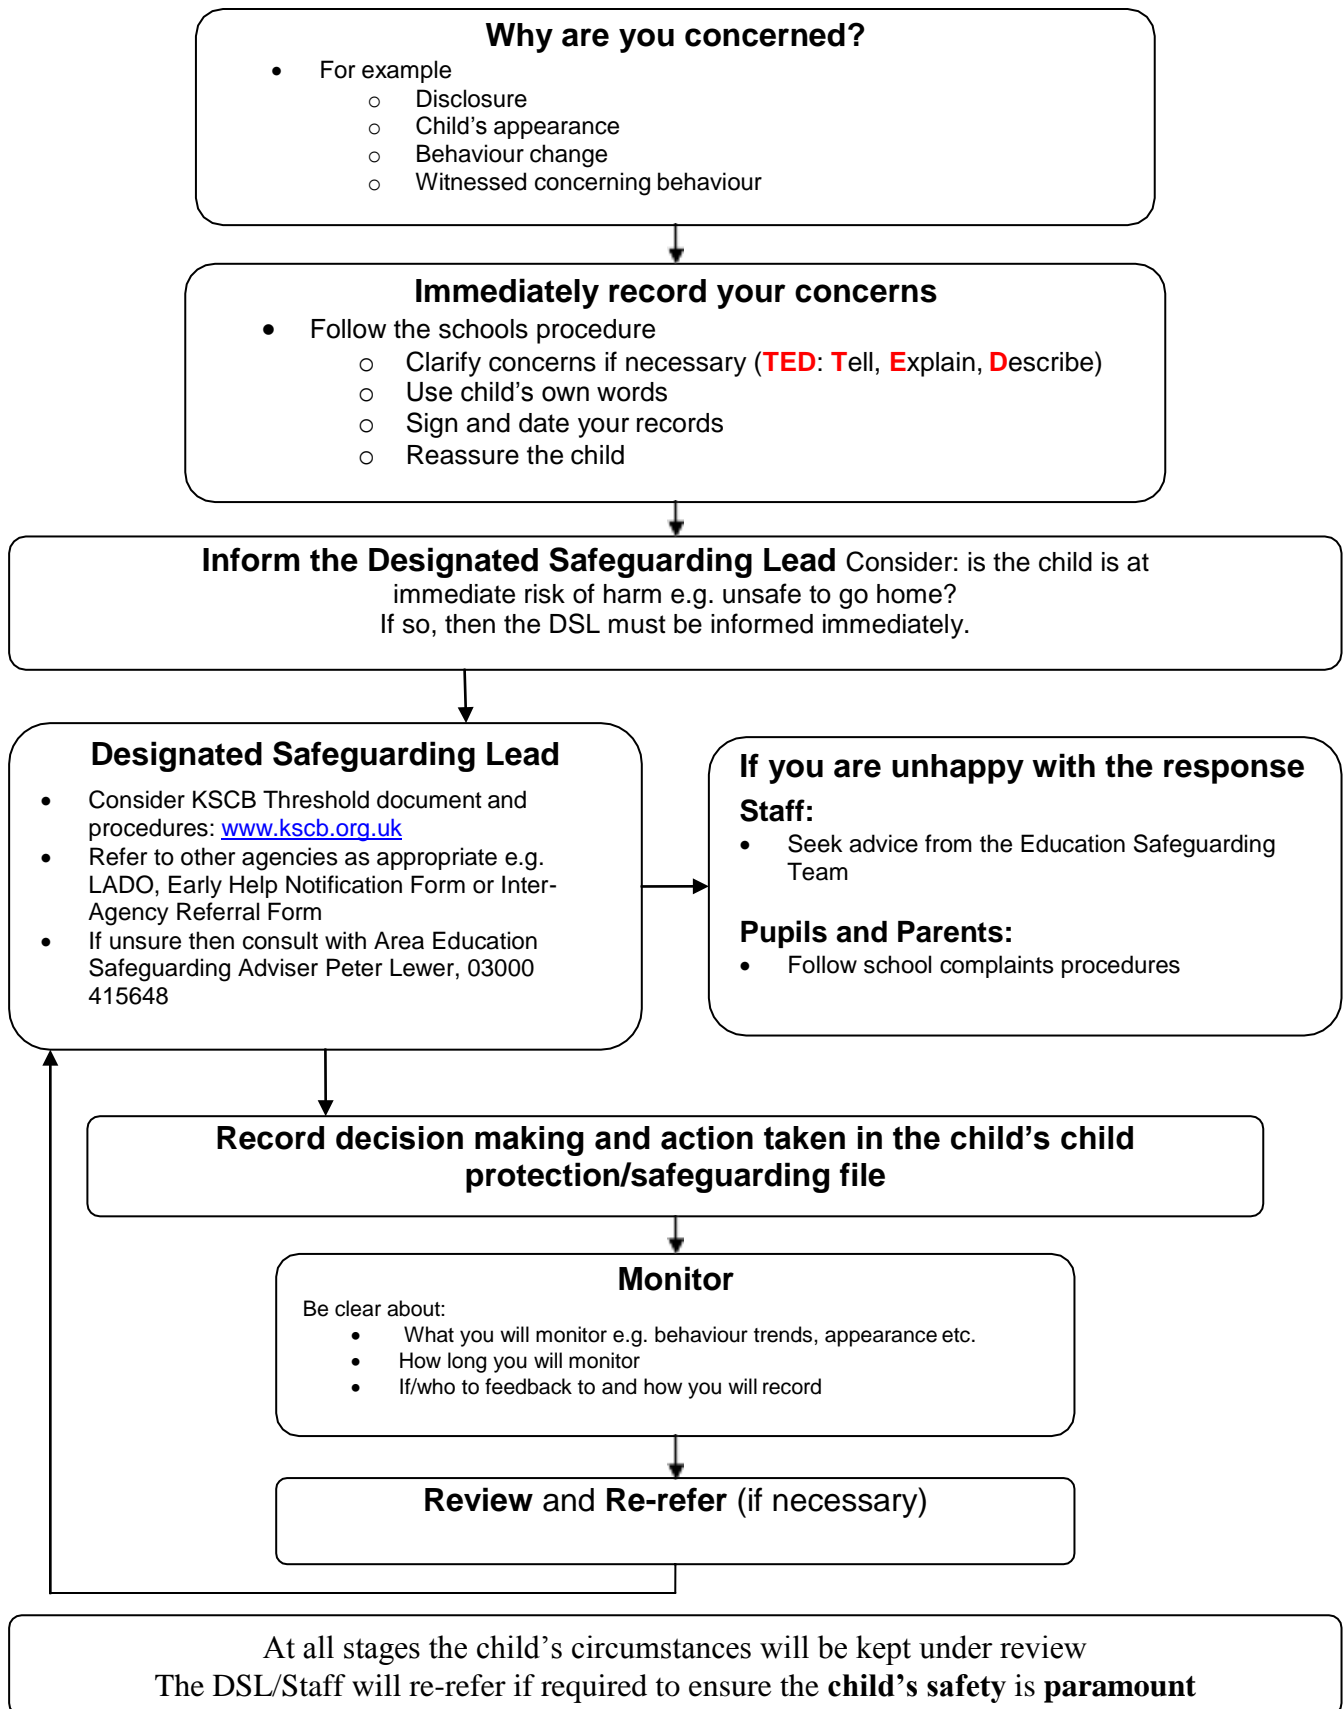 Why are you concerned?
• For example
o Disclosure
o Child’s appearance
o Behaviour change
o Witnessed concerning behaviour
Immediately record your concerns
• Follow the schools procedure
o Clarify concerns if necessary (TED: Tell, Explain, Describe)
o Use child’s own words
o Sign and date your records
o Reassure the child
Inform the Designated Safeguarding Lead Consider: is the child is at
immediate risk of harm e.g. unsafe to go home?
If so, then the DSL must be informed immediately.
Designated Safeguarding Lead
• Consider KSCB Threshold document and
procedures: www.kscb.org.uk
• Refer to other agencies as appropriate e.g.
LADO, Early Help Notification Form or Inter-
Agency Referral Form
• If unsure then consult with Area Education
Safeguarding Adviser Peter Lewer, 03000
415648
If you are unhappy with the response
Staff:
• Seek advice from the Education Safeguarding
Team
Pupils and Parents:
• Follow school complaints procedures
Record decision making and action taken in the child’s child
protection/safeguarding file
Monitor
Be clear about:
• What you will monitor e.g. behaviour trends, appearance etc.
• How long you will monitor
• If/who to feedback to and how you will record
Review and Re-refer (if necessary)
At all stages the child’s circumstances will be kept under review
The DSL/Staff will re-refer if required to ensure the child’s safety is paramount